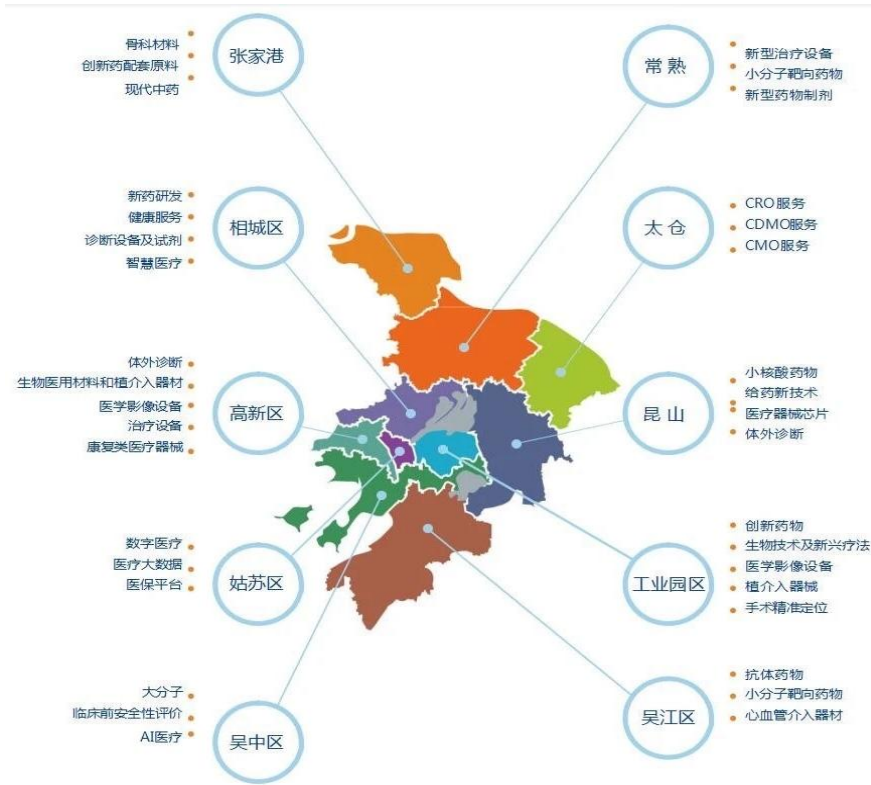 张家港
骨科材料
创新药配套原料
现代中药
常熟
新型治疗设备
小分子靶向药物
新型药物制剂
相城区
新药研发
健康服务
诊断设备及试剂
智慧医疗
太仓
CRO服务
CDMO服务
CMO服务
高新区
体外诊断
生物医用材料和植介入器械
医学影像设备
治疗设备
康复类医疗器械
昆山
小核酸药物
给药新技术
医疗器械芯片
体外诊断
姑苏区
数字医疗
医疗大数据
医保平台
工业园区
创新药物
生物技术及新兴疗法
医学影像设备
植介入器械
手术精准定位
吴中区
大分子
临床前安全性评价
AI医疗
吴江区
抗体药物
小分子靶向药物
心血管介入器材